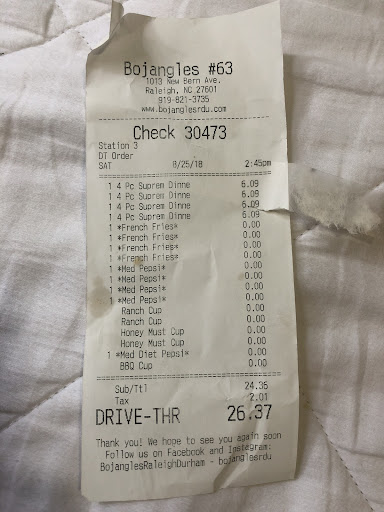 Bojangles #63
1013 New Bern Ave.
Raleigh, NC 27601
919-821-3735
www.bojanglesrdu.com
Check 30473
Station 3
DT Order
SAT 8/25/18 2:45pm
1 4 Pc Suprem Dinne 6.09
1 4 Pc Suprem Dinne 6.09
1 4 Pc Suprem Dinne 6.09
1 4 Pc Suprem Dinne 6.09
1 *French Fries* 0.00
1 *French Fries* 0.00
1 *French Fries* 0.00
1 *French Fries* 0.00
1 *Med Pepsi* 0.00
1 *Med Pepsi* 0.00
1 *Med Pepsi* 0.00
1 *Med Pepsi* 0.00
Ranch Cup 0.00
Ranch Cup 0.00
Honey Must Cup 0.00
Honey Must Cup 0.00
1 *Med Diet Pepsi* 0.00
BBQ Cup 0.00
Sub/Ttl 24.36
Tax 2.01
DRIVE-THR 26.37
Thank you! We hope to see you again soon
Follow us on Facebook and Instagram:
BojanglesRaleighDurham - bojanglesrdu